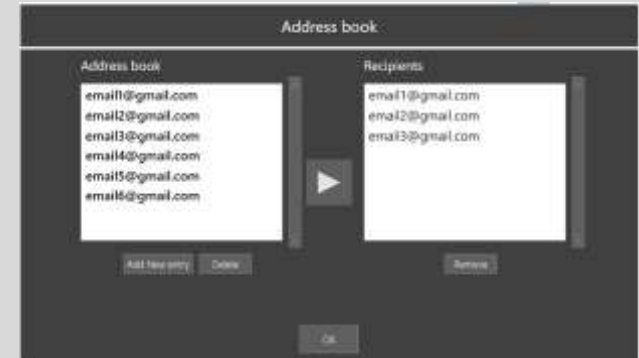 Address book
Address book
email1@gmail.com
email2@gmail.com
email3@gmail.com
email4@gmail.com
email5@gmail.com
email6@gmail.com
Add New entry
Delete
Recipients
email1@gmail.com
email2@gmail.com
email3@gmail.com
Remove
OK